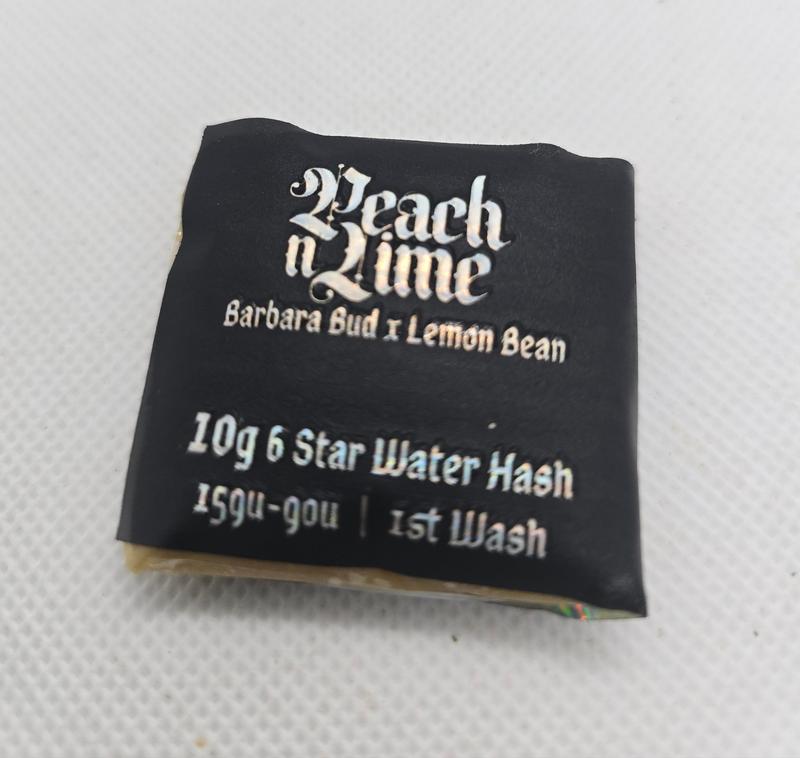 Peach
n Lime
Barbara Bud x Lemon Bean
10g 6 Star Water Hash
159u-90u | 1st Wash